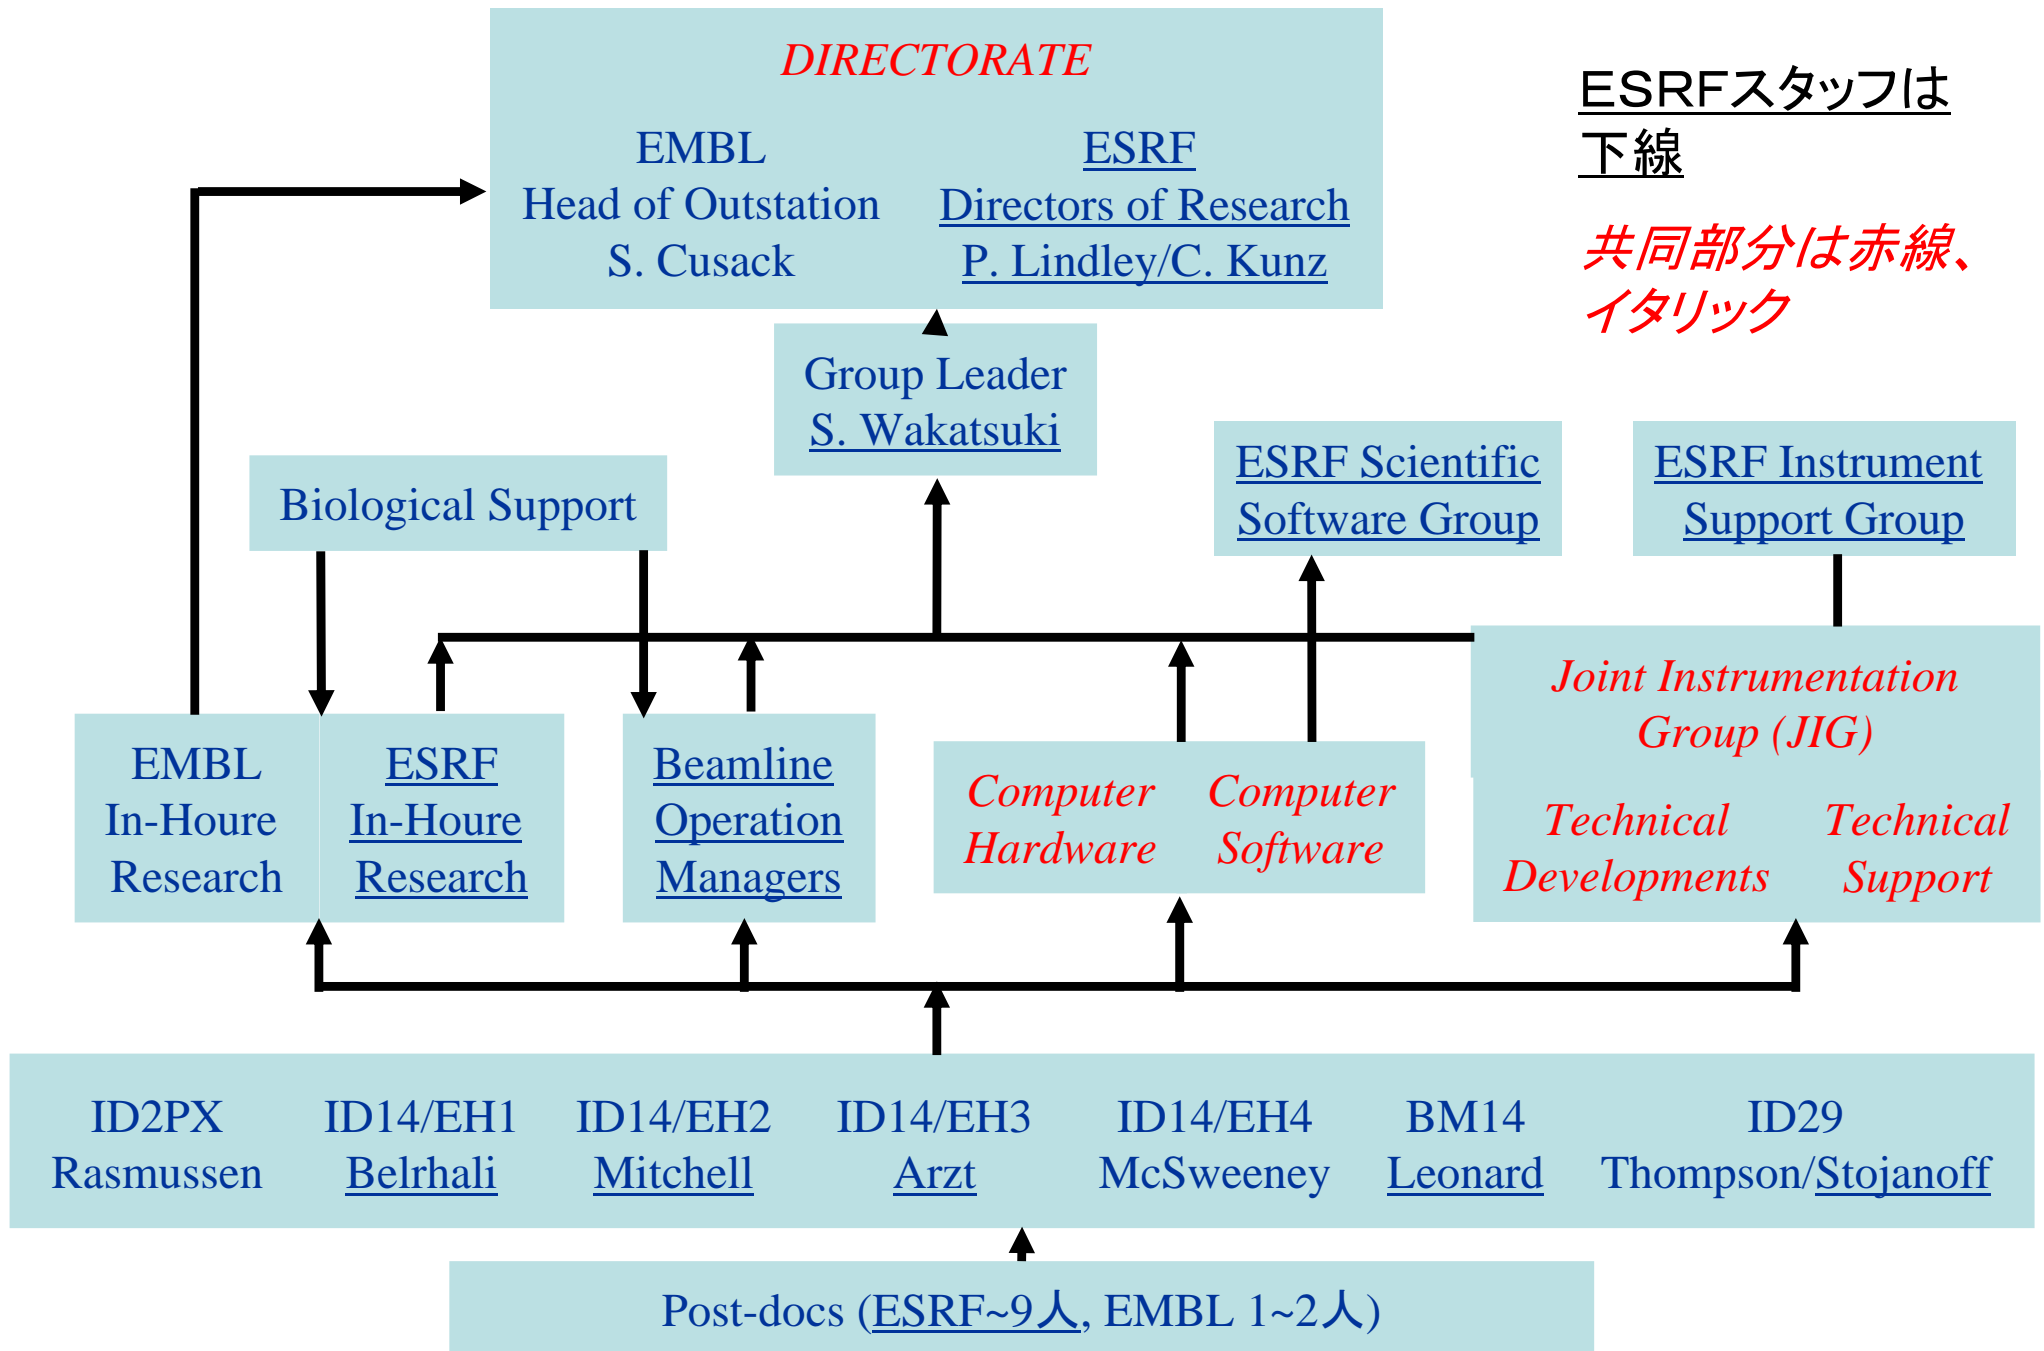 DIRECTORATE
EMBL
Head of Outstation
S. Cusack
ESRF
Directors of Research
P. Lindley/C. Kunz
ESRFスタッフは
下線
共同部分は赤線、
イタリック
Group Leader
S. Wakatsuki
Biological Support
ESRF Scientific
Software Group
ESRF Instrument
Support Group
EMBL
In-Houre
Research
ESRF
In-Houre
Research
Beamline
Operation
Managers
Computer
Hardware
Computer
Software
Joint Instrumentation
Group (JIG)
Technical
Developments
Technical
Support
ID2PX
Rasmussen
ID14/EH1
Belrhali
ID14/EH2
Mitchell
ID14/EH3
Arzt
ID14/EH4
McSweeney
BM14
Leonard
ID29
Thompson/Stojanoff
Post-docs (ESRF~9人, EMBL 1~2人)